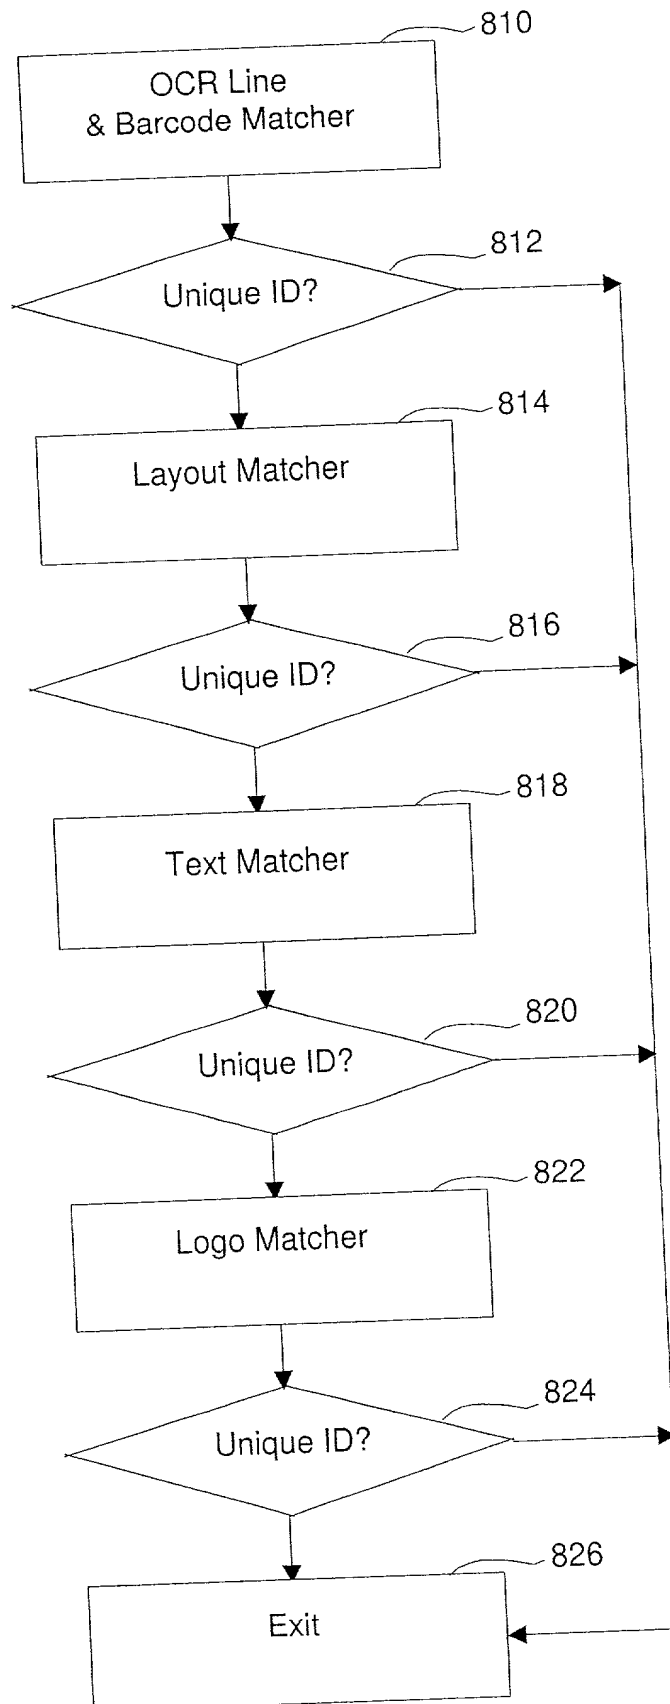 810
OCR Line
& Barcode Matcher
812
Unique ID?
814
Layout Matcher
816
Unique ID?
818
Text Matcher
820
Unique ID?
822
Logo Matcher
824
Unique ID?
826
Exit